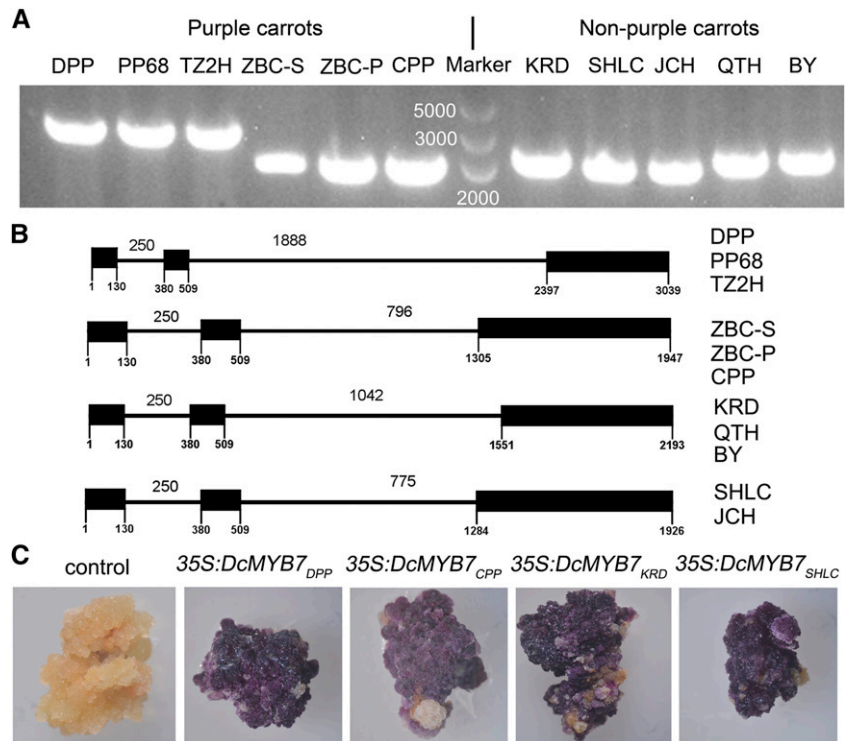 A
Purple carrots | Non-purple carrots
DPP PP68 TZ2H ZBC-S ZBC-P CPP Marker KRD SHLC JCH QTH BY
5000
3000
2000
B
250 1888
1 130 380 509 2397 3039
DPP
PP68
TZ2H
250 796
1 130 380 509 1305 1947
ZBC-S
ZBC-P
CPP
250 1042
1 130 380 509 1551 2193
KRD
QTH
BY
250 775
1 130 380 509 1284 1926
SHLC
JCH
C
control 35S:DcMYB7DPP 35S:DcMYB7CPP 35S:DcMYB7KRD 35S:DcMYB7SHLC